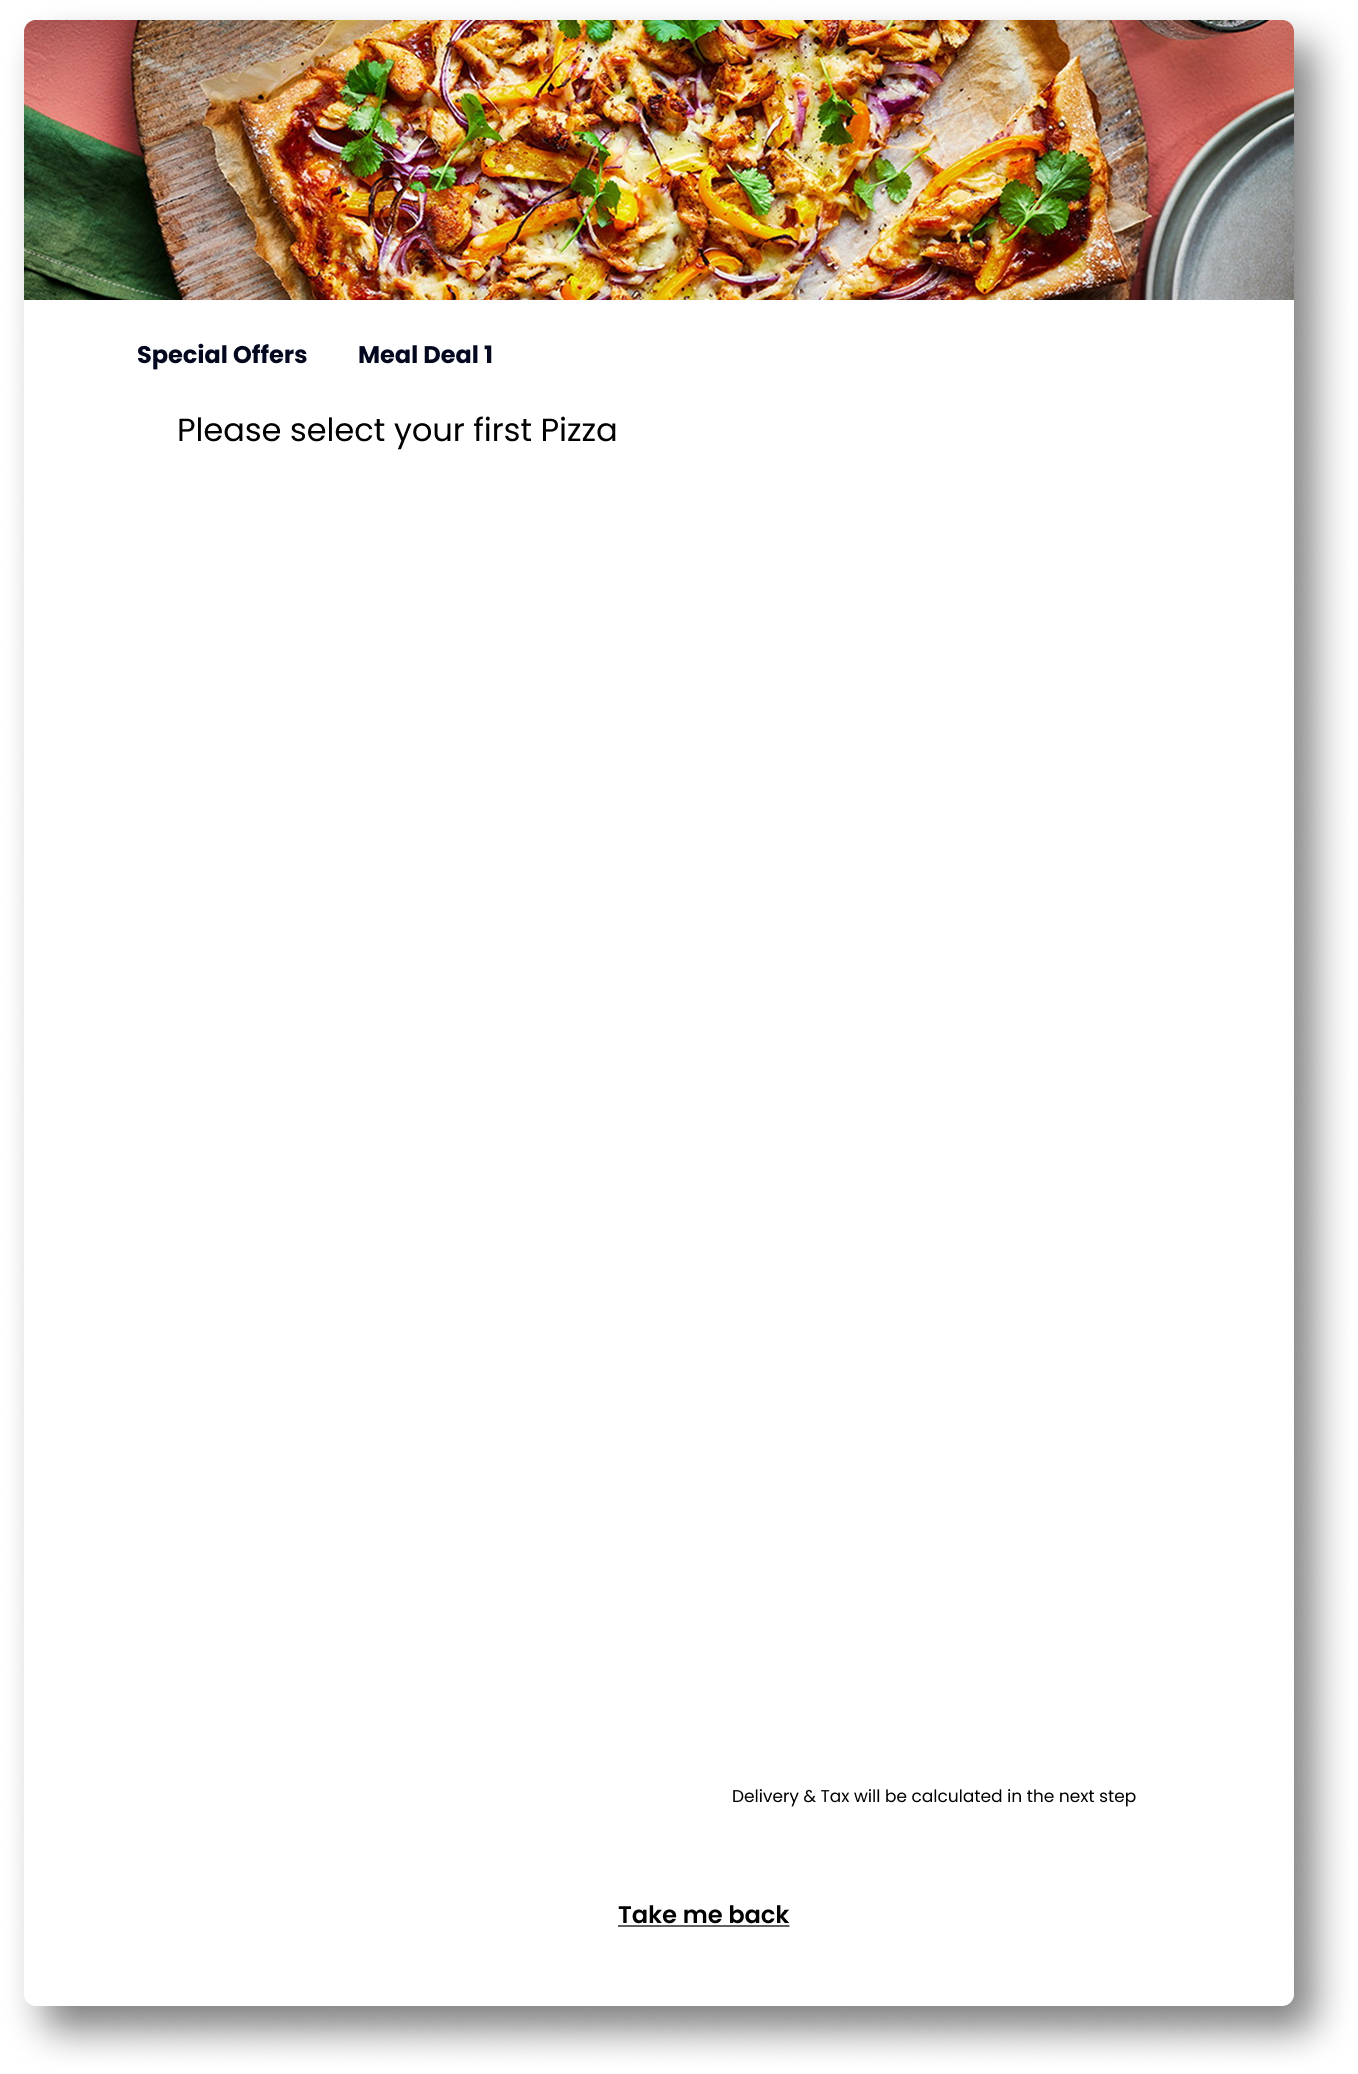 Special Offers Meal Deal 1
Please select your first Pizza
Delivery & Tax will be calculated in the next step
Take me back